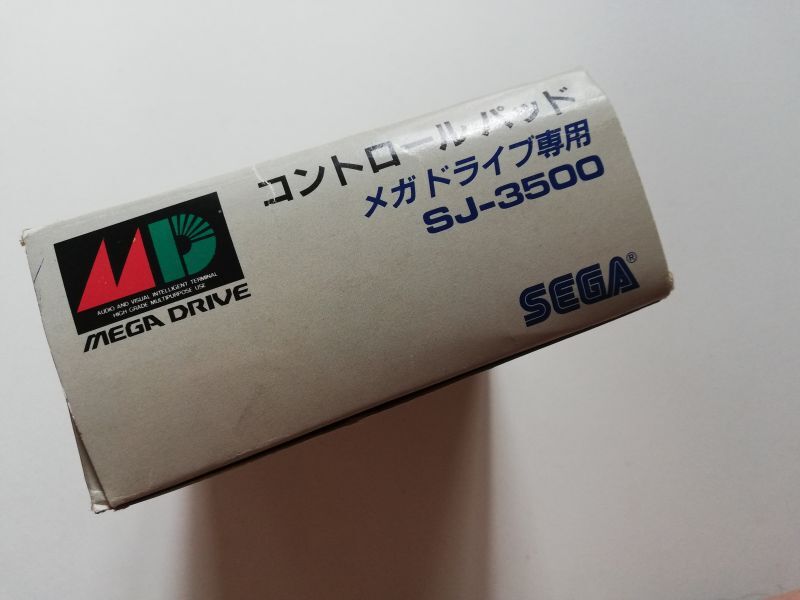 コントロールパッド
メガドライブ専用
SJ-3500
MD
AUDIO AND VISUAL INTELLIGENT TERMINAL
HIGH GRADE MULTIPURPOSE USE
MEGA DRIVE
SEGA®